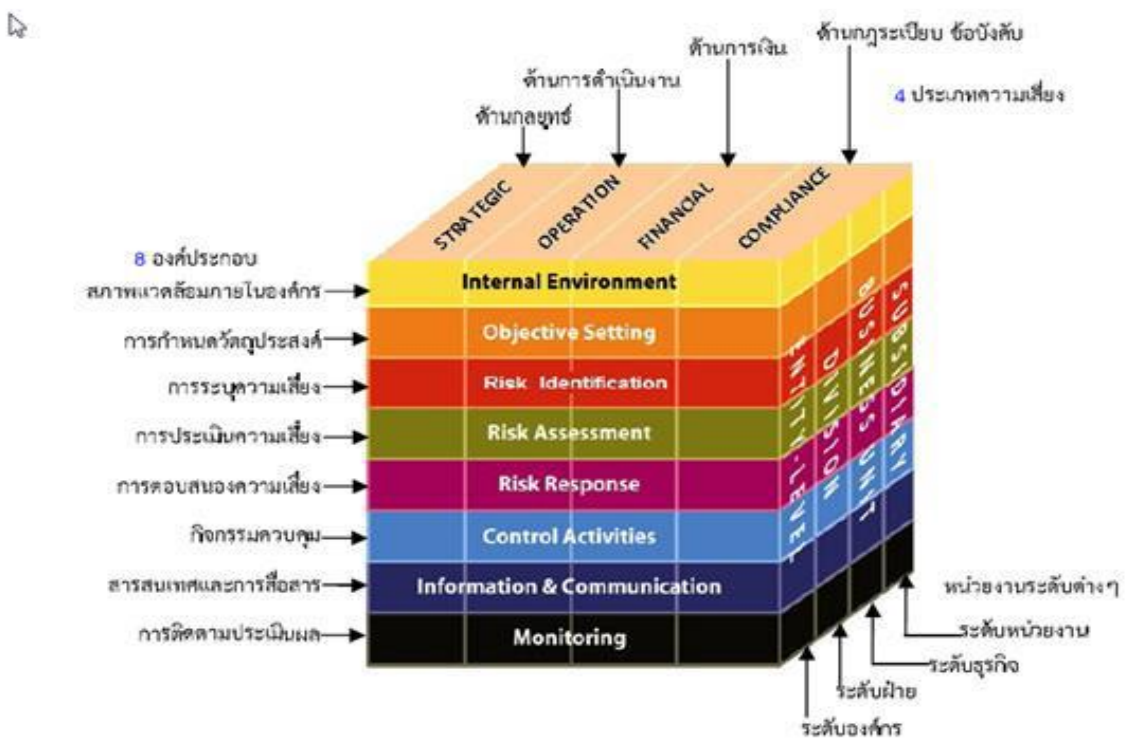 ด้านกฎระเบียบ ข้อบังคับ
ด้านการเงิน
ด้านการดำเนินงาน
ด้านกลยุทธ์
4 ประเภทความเสี่ยง
STRATEGIC
OPERATION
FINANCIAL
COMPLIANCE
8 องค์ประกอบ
สภาพแวดล้อมภายในองค์กร
Internal Environment
การกำหนดวัตถุประสงค์
Objective Setting
การระบุความเสี่ยง
Risk Identification
การประเมินความเสี่ยง
Risk Assessment
การตอบสนองความเสี่ยง
Risk Response
กิจกรรมควบคุม
Control Activities
สารสนเทศและการสื่อสาร
Information & Communication
การติดตามประเมินผล
Monitoring
ENTITY-LEVEL
DIVISION
BUSINESS UNIT
SUBSIDIARY
หน่วยงานระดับต่างๆ
ระดับหน่วยงาน
ระดับธุรกิจ
ระดับฝ่าย
ระดับองค์กร